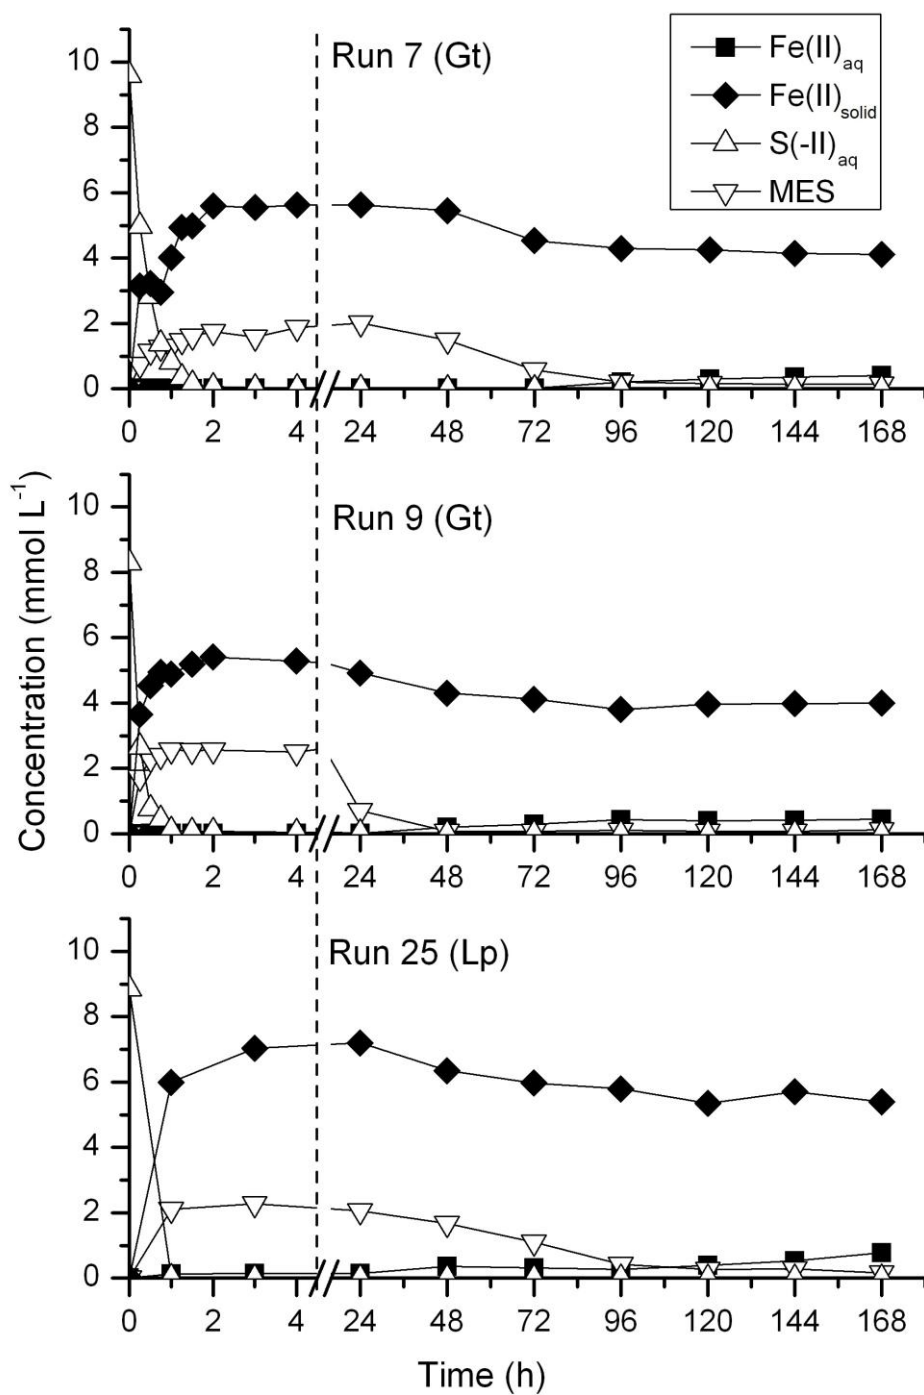 Run 7 (Gt)
Fe(II)aq
Fe(II)solid
S(-II)aq
MES
10
8
6
4
2
0
0 2 4 24 48 72 96 120 144 168
Concentration (mmol L-1)
Run 9 (Gt)
10
8
6
4
2
0
0 2 4 24 48 72 96 120 144 168
Run 25 (Lp)
10
8
6
4
2
0
0 2 4 24 48 72 96 120 144 168
Time (h)